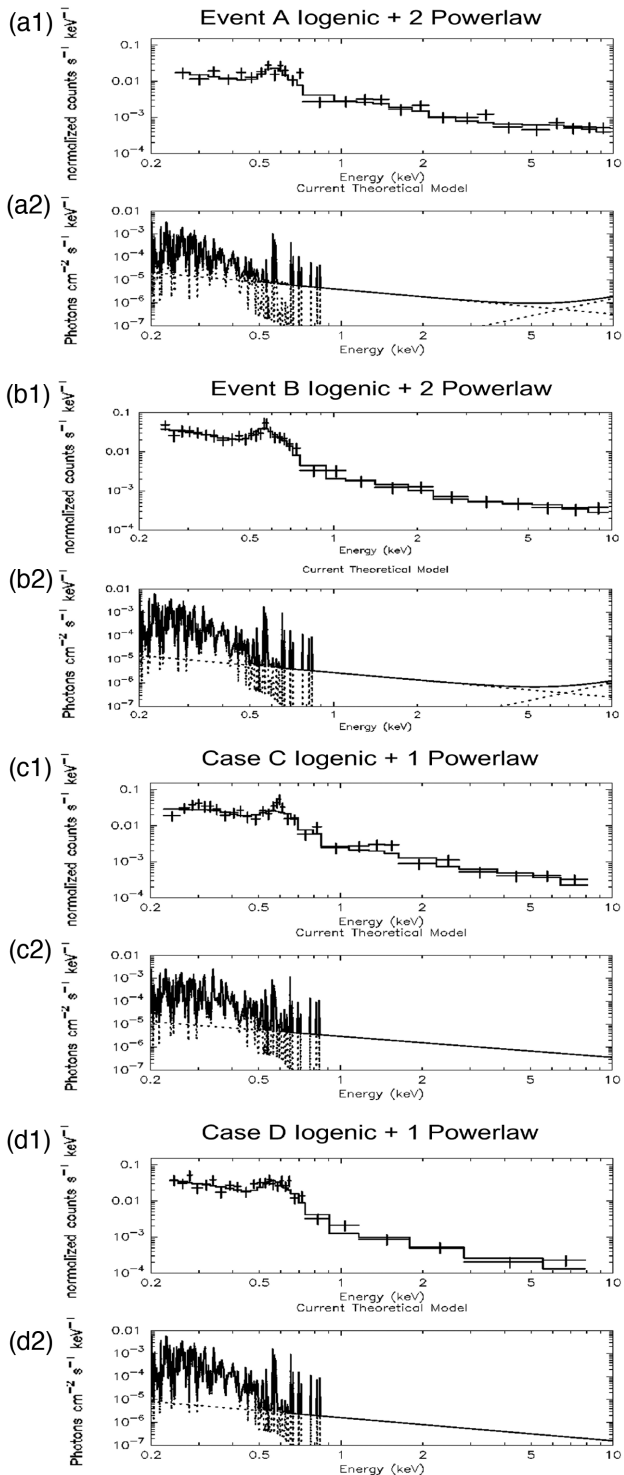 (a1)
Event A Iogenic + 2 Powerlaw
normalized counts s⁻¹ keV⁻¹
0.1
0.01
10⁻³
10⁻⁴
0.2 0.5 1 2 5 10
Energy (keV)
Current Theoretical Model
(a2)
Photons cm⁻² s⁻¹ keV⁻¹
0.01
10⁻³
10⁻⁴
10⁻⁵
10⁻⁶
10⁻⁷
0.2 0.5 1 2 5 10
Energy (keV)
(b1)
Event B Iogenic + 2 Powerlaw
normalized counts s⁻¹ keV⁻¹
0.1
0.01
10⁻³
10⁻⁴
0.2 0.5 1 2 5 10
Energy (keV)
Current Theoretical Model
(b2)
Photons cm⁻² s⁻¹ keV⁻¹
0.01
10⁻³
10⁻⁴
10⁻⁵
10⁻⁶
10⁻⁷
0.2 0.5 1 2 5 10
Energy (keV)
(c1)
Case C Iogenic + 1 Powerlaw
normalized counts s⁻¹ keV⁻¹
0.1
0.01
10⁻³
10⁻⁴
0.2 0.5 1 2 5 10
Energy (keV)
Current Theoretical Model
(c2)
Photons cm⁻² s⁻¹ keV⁻¹
0.01
10⁻³
10⁻⁴
10⁻⁵
10⁻⁶
10⁻⁷
0.2 0.5 1 2 5 10
Energy (keV)
(d1)
Case D Iogenic + 1 Powerlaw
normalized counts s⁻¹ keV⁻¹
0.1
0.01
10⁻³
10⁻⁴
0.2 0.5 1 2 5 10
Energy (keV)
Current Theoretical Model
(d2)
Photons cm⁻² s⁻¹ keV⁻¹
0.01
10⁻³
10⁻⁴
10⁻⁵
10⁻⁶
10⁻⁷
0.2 0.5 1 2 5 10
Energy (keV)